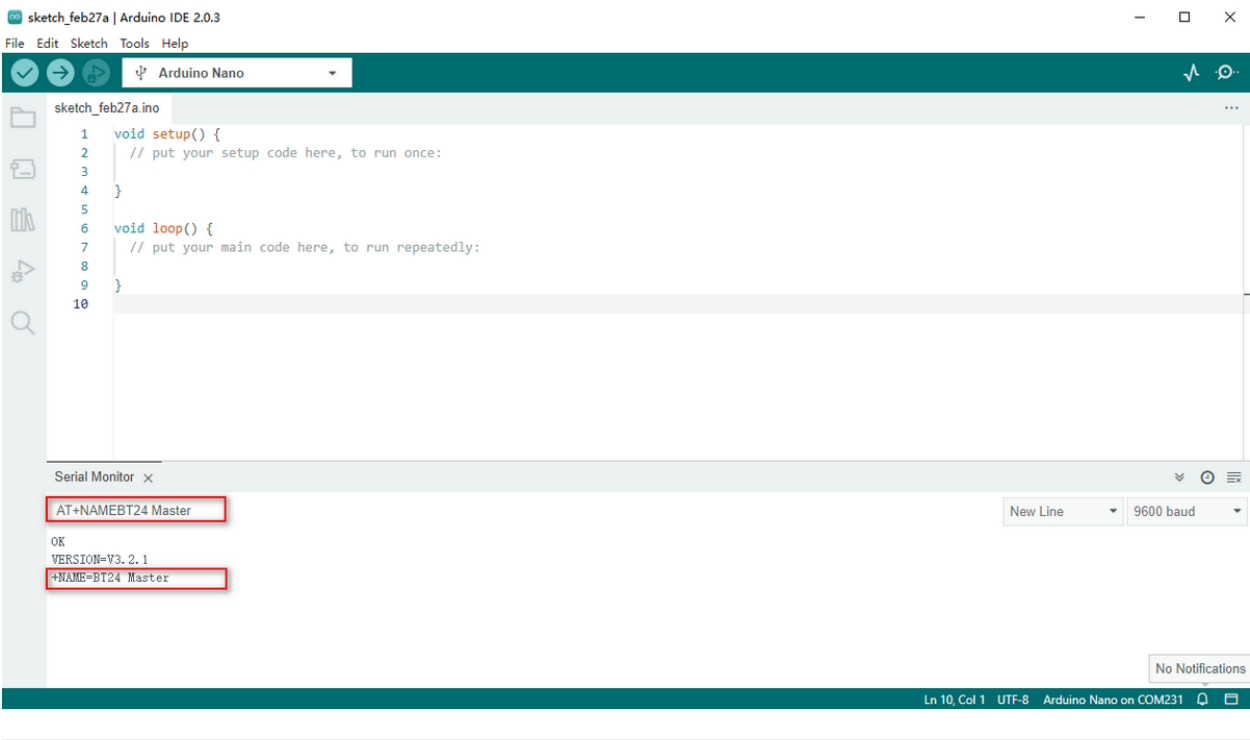 sketch_feb27a | Arduino IDE 2.0.3
File Edit Sketch Tools Help
Arduino Nano
sketch_feb27a.ino
1 void setup() {
2 // put your setup code here, to run once:
3
4 }
5
6 void loop() {
7 // put your main code here, to run repeatedly:
8
9 }
10
Serial Monitor
AT+NAMEBT24 Master
New Line
9600 baud
OK
VERSION=V3.2.1
+NAME=BT24 Master
No Notifications
Ln 10, Col 1 UTF-8 Arduino Nano on COM231